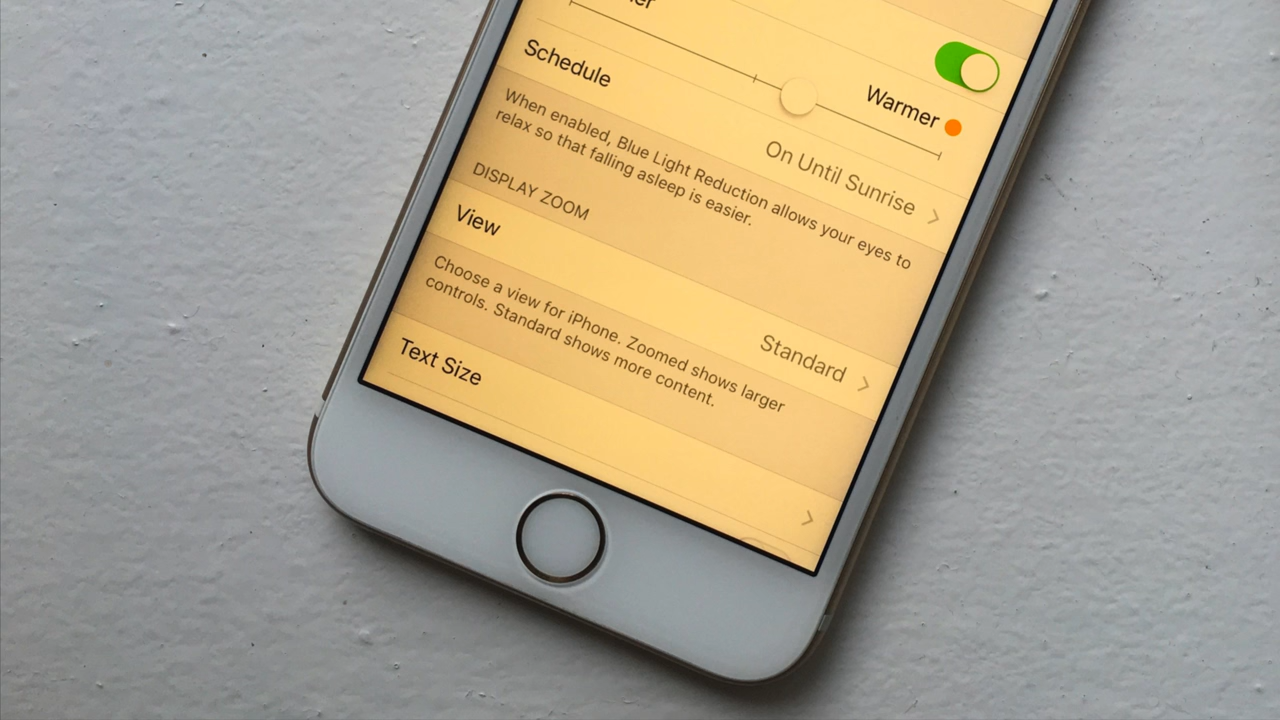 Warmer
Schedule
On Until Sunrise
When enabled, Blue Light Reduction allows your eyes to
relax so that falling asleep is easier.
DISPLAY ZOOM
View
Standard
Choose a view for iPhone. Zoomed shows larger
controls. Standard shows more content.
Text Size